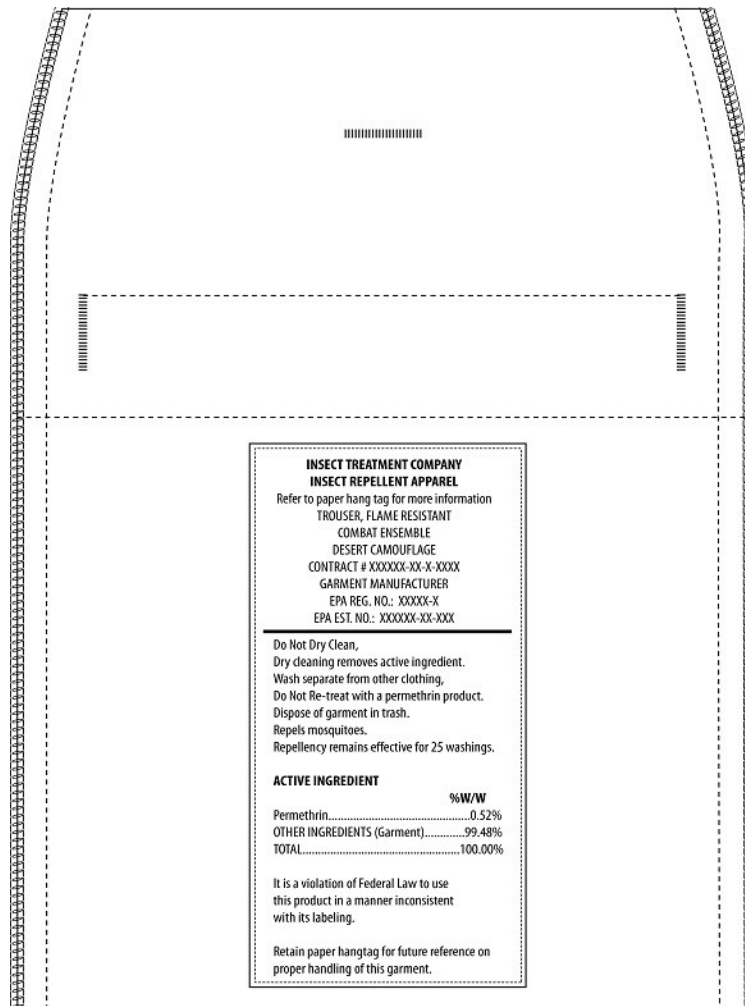 INSECT TREATMENT COMPANY
INSECT REPELLENT APPAREL
Refer to paper hang tag for more information
TROUSER, FLAME RESISTANT
COMBAT ENSEMBLE
DESERT CAMOUFLAGE
CONTRACT # XXXXXX-XX-X-XXXX
GARMENT MANUFACTURER
EPA REG. NO.: XXXXX-X
EPA EST. NO.: XXXXXX-XX-XXX
Do Not Dry Clean,
Dry cleaning removes active ingredient.
Wash separate from other clothing,
Do Not Re-treat with a permethrin product.
Dispose of garment in trash.
Repels mosquitoes.
Repellency remains effective for 25 washings.
ACTIVE INGREDIENT
%W/W
Permethrin................................................0.52%
OTHER INGREDIENTS (Garment).............99.48%
TOTAL.....................................................100.00%
It is a violation of Federal Law to use
this product in a manner inconsistent
with its labeling.
Retain paper hangtag for future reference on
proper handling of this garment.